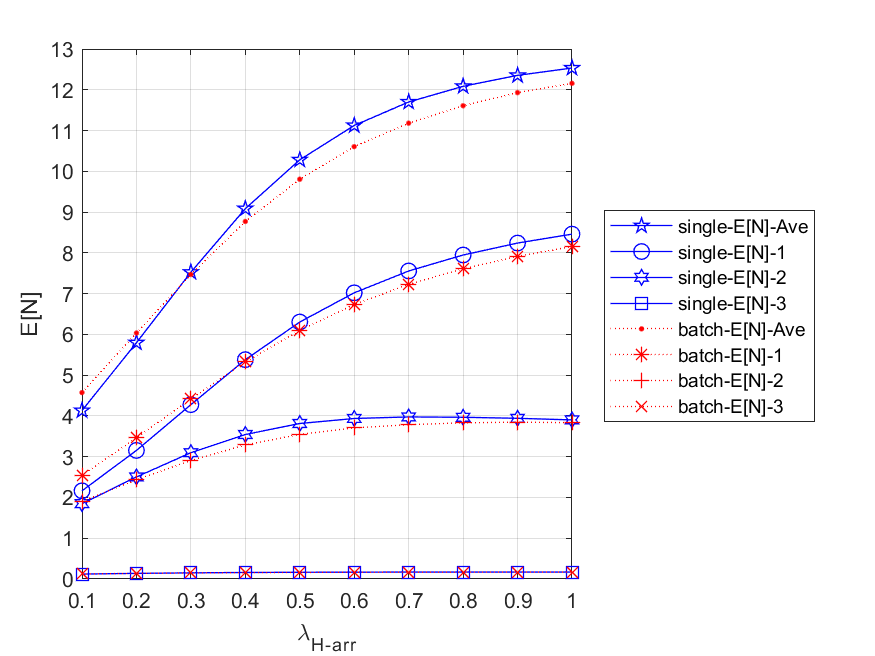 13
12
11
10
9
8
7
6
5
4
3
2
1
0
E[N]
0.1 0.2 0.3 0.4 0.5 0.6 0.7 0.8 0.9 1
λH-arr
single-E[N]-Ave
single-E[N]-1
single-E[N]-2
single-E[N]-3
batch-E[N]-Ave
batch-E[N]-1
batch-E[N]-2
batch-E[N]-3